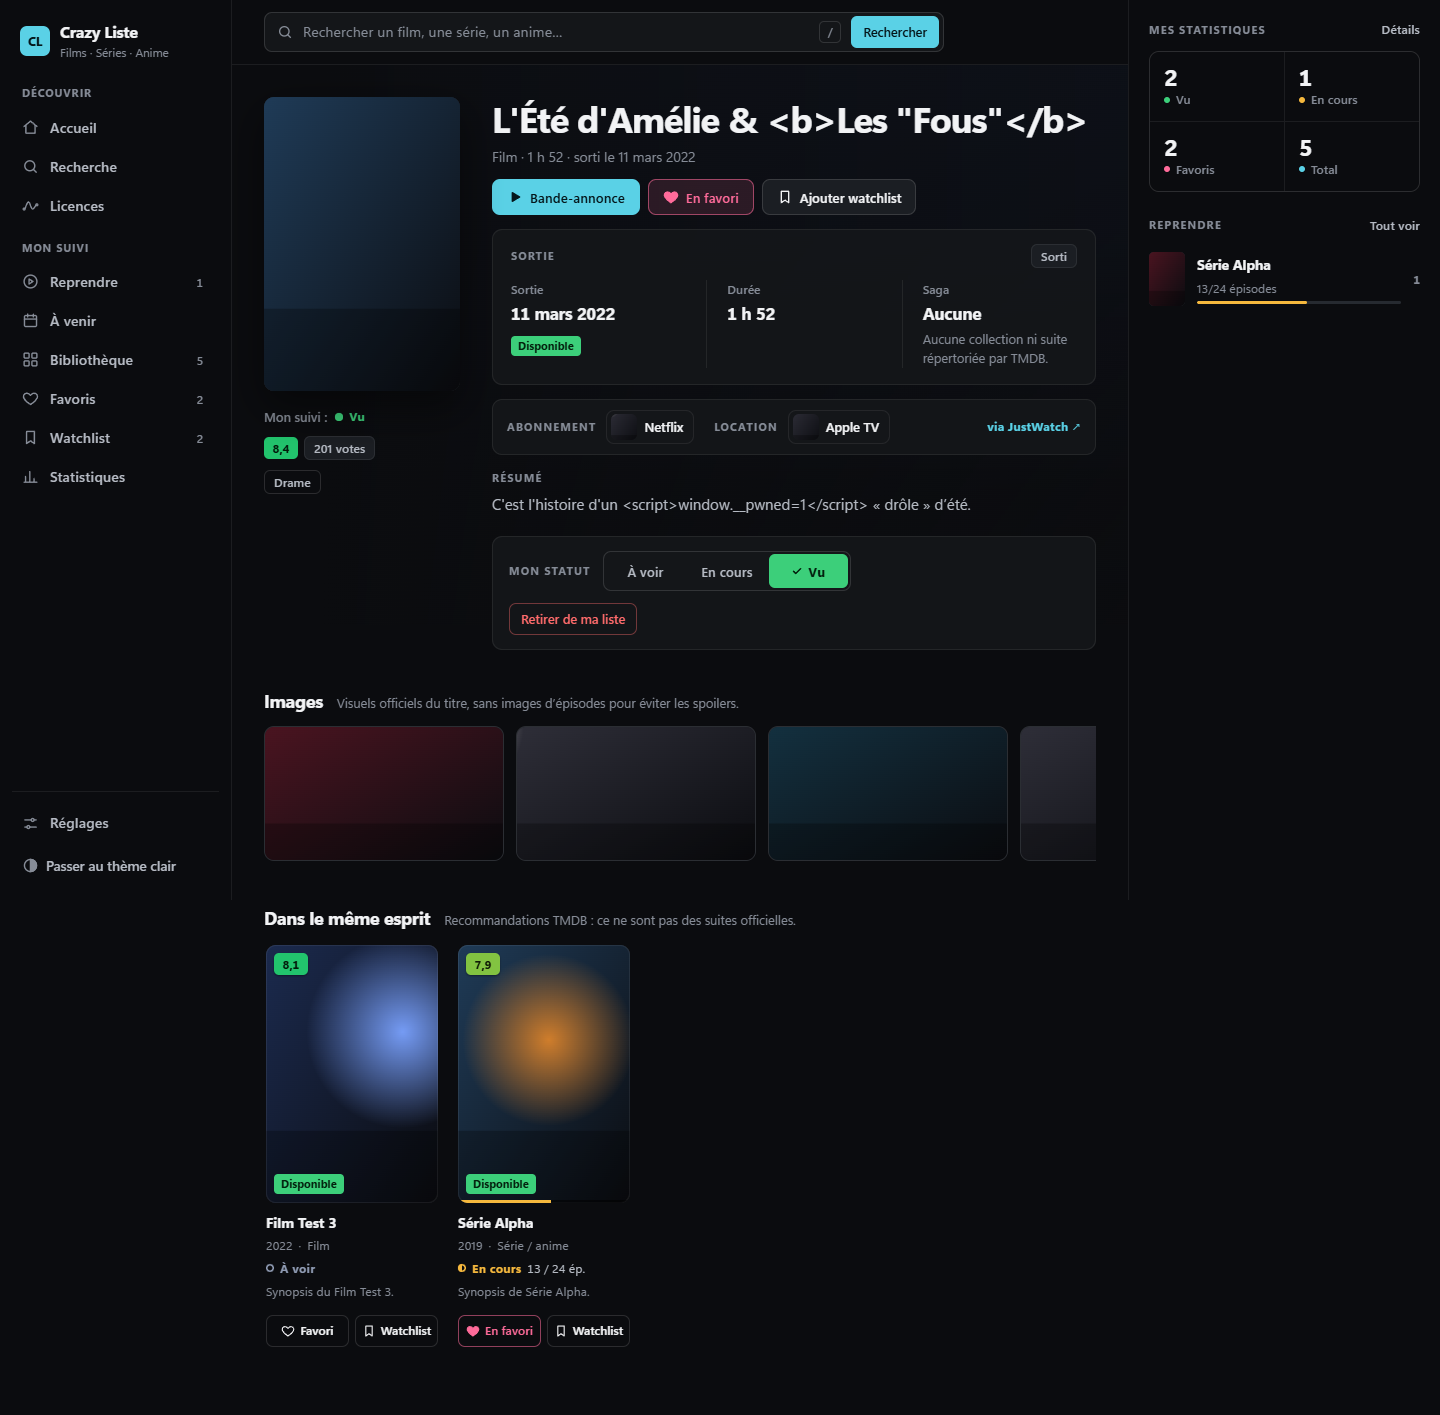 CL
Crazy Liste
Films · Séries · Anime
DÉCOUVRIR
Accueil
Recherche
Licences
MON SUIVI
Reprendre 1
À venir
Bibliothèque 5
Favoris 2
Watchlist 2
Statistiques
Réglages
Passer au thème clair
Rechercher un film, une série, un anime...
/
Rechercher
L'Été d'Amélie & <b>Les "Fous"</b>
Film · 1 h 52 · sorti le 11 mars 2022
Bande-annonce
En favori
Ajouter watchlist
SORTIE
Sorti
Sortie
11 mars 2022
Disponible
Durée
1 h 52
Saga
Aucune
Aucune collection ni suite
répertoriée par TMDB.
Mon suivi : Vu
8,4
201 votes
Drame
ABONNEMENT
Netflix
LOCATION
Apple TV
via JustWatch ↗
RÉSUMÉ
C'est l'histoire d'un <script>window.__pwned=1</script> « drôle » d'été.
MON STATUT
À voir
En cours
✓ Vu
Retirer de ma liste
Images
Visuels officiels du titre, sans images d'épisodes pour éviter les spoilers.
Dans le même esprit
Recommandations TMDB : ce ne sont pas des suites officielles.
8,1
Disponible
Film Test 3
2022 · Film
À voir
Synopsis du Film Test 3.
Favori
Watchlist
7,9
Disponible
Série Alpha
2019 · Série / anime
En cours 13 / 24 ép.
Synopsis de Série Alpha.
En favori
Watchlist
MES STATISTIQUES
Détails
2
Vu
1
En cours
2
Favoris
5
Total
REPRENDRE
Tout voir
Série Alpha
13/24 épisodes
1